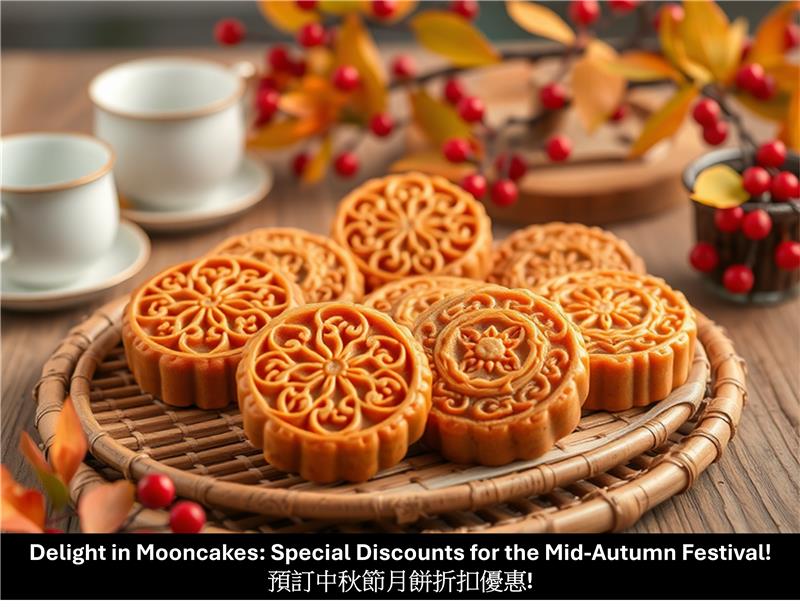 Delight in Mooncakes: Special Discounts for the Mid-Autumn Festival!
預訂中秋節月餅折扣優惠!